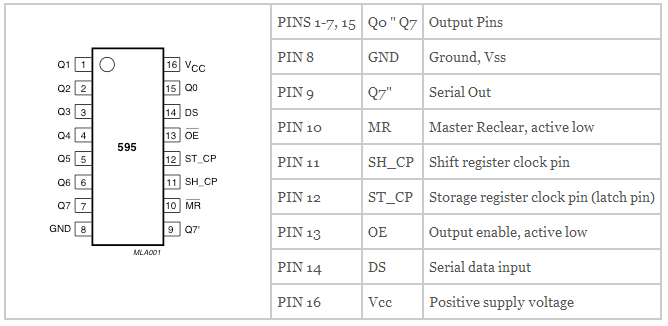 Q1 1 16 VCC
Q2 2 15 Q0
Q3 3 14 DS
Q4 4 13 OE
Q5 5 595 12 ST_CP
Q6 6 11 SH_CP
Q7 7 10 MR
GND 8 9 Q7'
MLA001
PINS 1-7, 15 Q0 " Q7 Output Pins
PIN 8 GND Ground, Vss
PIN 9 Q7" Serial Out
PIN 10 MR Master Reclear, active low
PIN 11 SH_CP Shift register clock pin
PIN 12 ST_CP Storage register clock pin (latch pin)
PIN 13 OE Output enable, active low
PIN 14 DS Serial data input
PIN 16 Vcc Positive supply voltage